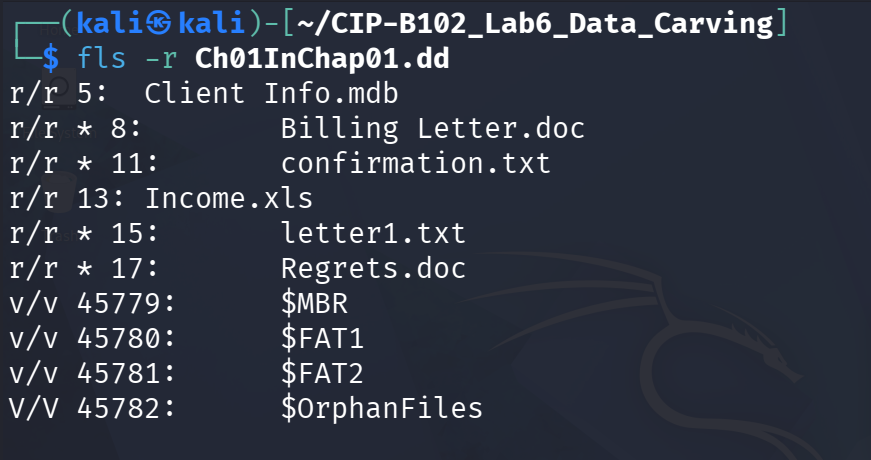 ┌──(kali㉿kali)-[~/CIP-B102_Lab6_Data_Carving]
└─$ fls -r Ch01InChap01.dd
r/r 5:  Client Info.mdb
r/r * 8:       Billing Letter.doc
r/r * 11:      confirmation.txt
r/r 13: Income.xls
r/r * 15:      letter1.txt
r/r * 17:      Regrets.doc
v/v 45779:     $MBR
v/v 45780:     $FAT1
v/v 45781:     $FAT2
V/V 45782:     $OrphanFiles